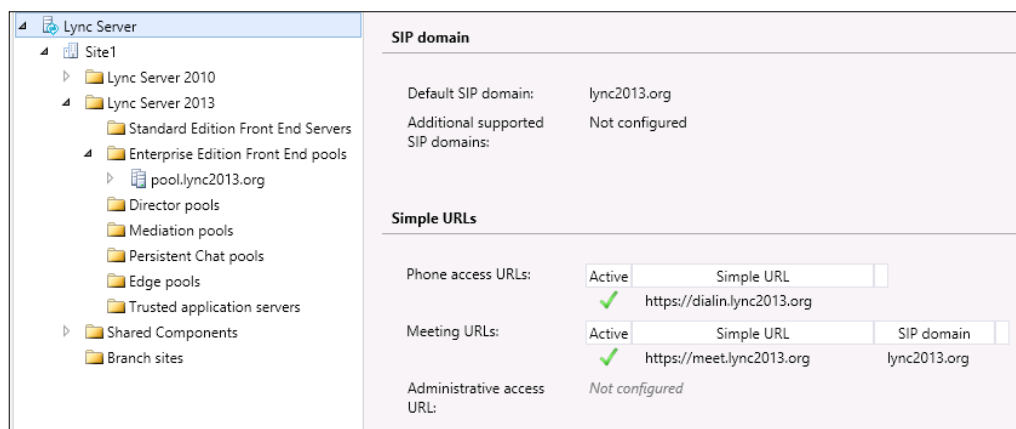 Lync Server
Site1
Lync Server 2010
Lync Server 2013
Standard Edition Front End Servers
Enterprise Edition Front End pools
pool.lync2013.org
Director pools
Mediation pools
Persistent Chat pools
Edge pools
Trusted application servers
Shared Components
Branch sites
SIP domain
Default SIP domain: lync2013.org
Additional supported Not configured
SIP domains:
Simple URLs
Phone access URLs: Active Simple URL
https://dialin.lync2013.org
Meeting URLs: Active Simple URL SIP domain
https://meet.lync2013.org lync2013.org
Administrative access Not configured
URL: